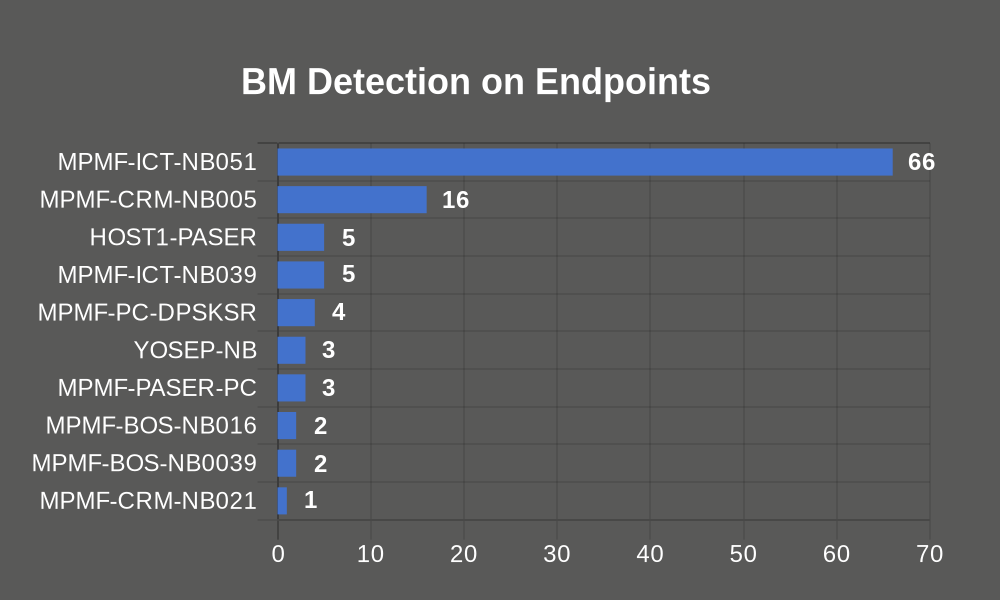 BM Detection on Endpoints
MPMF-ICT-NB051 66
MPMF-CRM-NB005 16
HOST1-PASER 5
MPMF-ICT-NB039 5
MPMF-PC-DPSKSR 4
YOSEP-NB 3
MPMF-PASER-PC 3
MPMF-BOS-NB016 2
MPMF-BOS-NB0039 2
MPMF-CRM-NB021 1
0 10 20 30 40 50 60 70